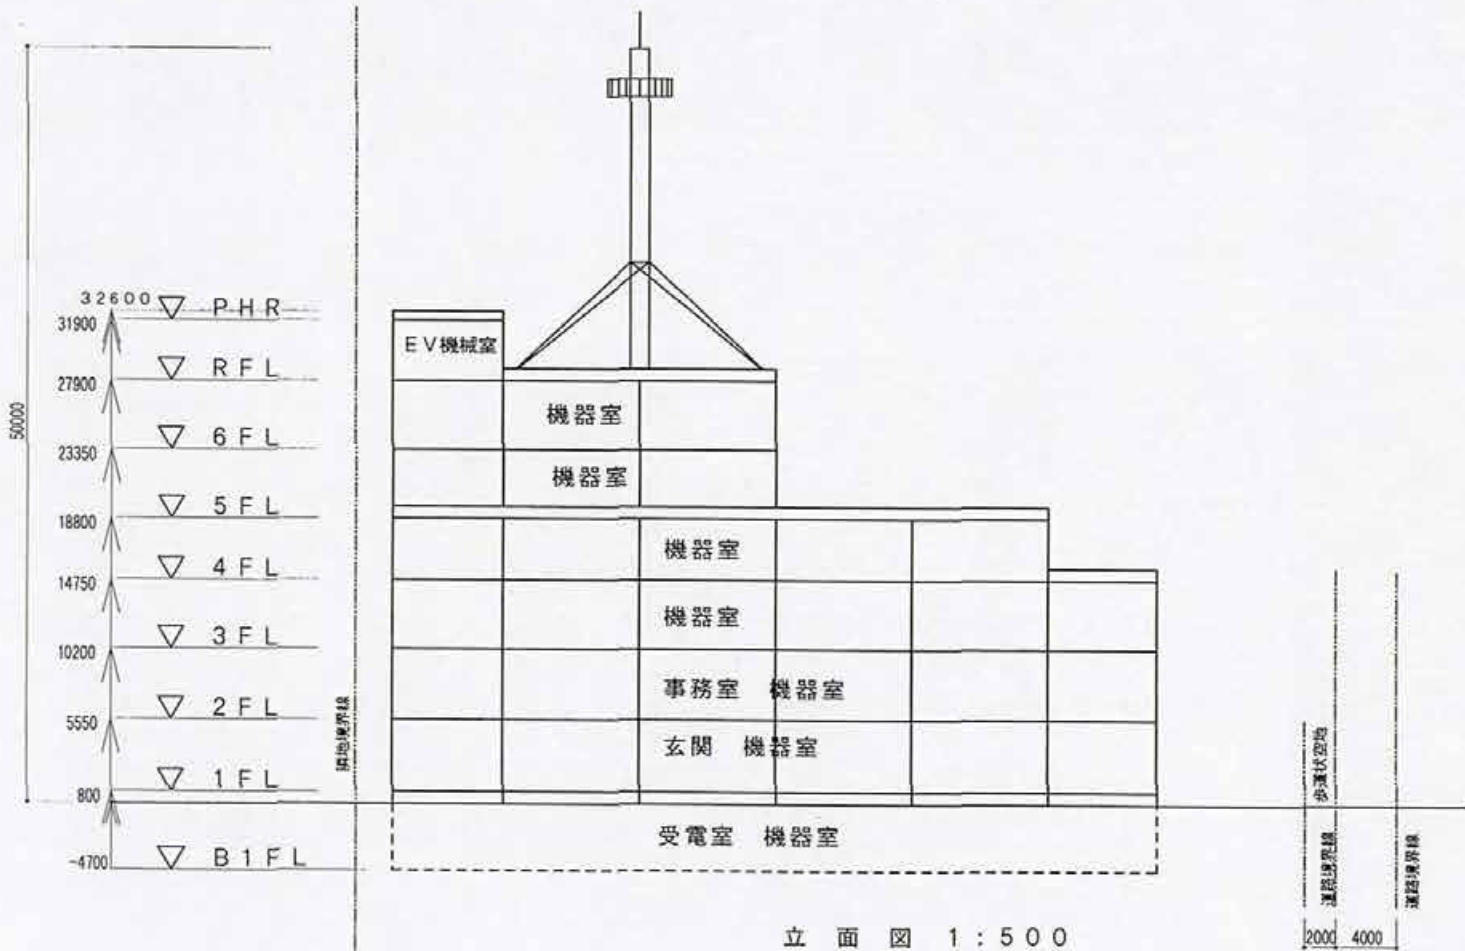 32600 ▽ PHR
31900
EV機械室
RFL
27900
50000
機器室
6FL
23350
機器室
5FL
18800
機器室
4FL
14750
機器室
3FL
10200
事務室 機器室
2FL
5550
隣地境界線
玄関 機器室
歩道状空地
1FL
800
受電室 機器室
B1FL
-4700
道路境界線
道路境界線
立面図 1:500
2000 4000